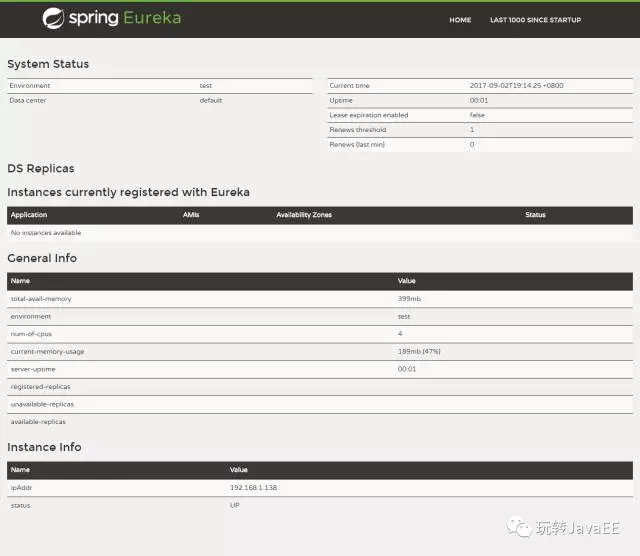 spring Eureka
HOME LAST 1000 SINCE STARTUP
System Status
Environment test
Data center default
Current time 2017-09-02T19:14:25 +0800
Uptime 00:01
Lease expiration enabled false
Renews threshold 1
Renews (last min) 0
DS Replicas
Instances currently registered with Eureka
Application AMIs Availability Zones Status
No instances available
General Info
Name Value
total-avail-memory 399mb
environment test
num-of-cpus 4
current-memory-usage 189mb (47%)
server-uptime 00:01
registered-replicas
unavailable-replicas
available-replicas
Instance Info
Name Value
ipAddr 192.168.1.138
status UP
玩转JavaEE